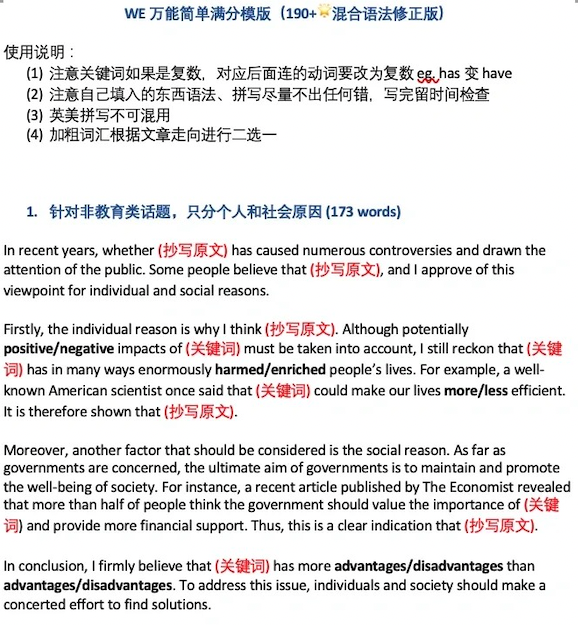 WE 万能简单满分模版（190+🌟混合语法修正版）
使用说明：
(1) 注意关键词如果是复数，对应后面连的动词要改为复数 eg, has 变 have
(2) 注意自己填入的东西语法、拼写尽量不出任何错，写完留时间检查
(3) 英美拼写不可混用
(4) 加粗词汇根据文章走向进行二选一
1. 针对非教育类话题，只分个人和社会原因 (173 words)
In recent years, whether (抄写原文) has caused numerous controversies and drawn the
attention of the public. Some people believe that (抄写原文), and I approve of this
viewpoint for individual and social reasons.
Firstly, the individual reason is why I think (抄写原文). Although potentially
positive/negative impacts of (关键词) must be taken into account, I still reckon that (关键
词) has in many ways enormously harmed/enriched people's lives. For example, a well-
known American scientist once said that (关键词) could make our lives more/less efficient.
It is therefore shown that (抄写原文).
Moreover, another factor that should be considered is the social reason. As far as
governments are concerned, the ultimate aim of governments is to maintain and promote
the well-being of society. For instance, a recent article published by The Economist revealed
that more than half of people think the government should value the importance of (关键
词) and provide more financial support. Thus, this is a clear indication that (抄写原文).
In conclusion, I firmly believe that (关键词) has more advantages/disadvantages than
advantages/disadvantages. To address this issue, individuals and society should make a
concerted effort to find solutions.